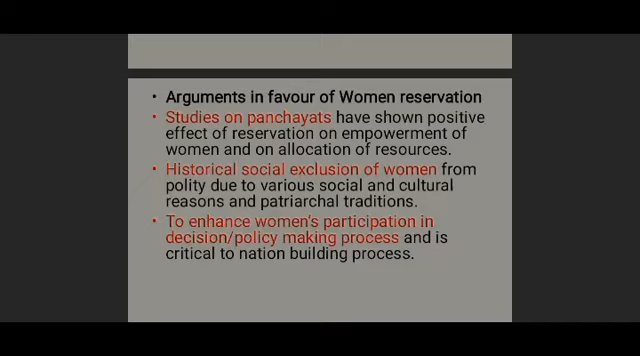 • Arguments in favour of Women reservation
• Studies on panchayats have shown positive
effect of reservation on empowerment of
women and on allocation of resources.
• Historical social exclusion of women from
polity due to various social and cultural
reasons and patriarchal traditions.
• To enhance women's participation in
decision/policy making process and is
critical to nation building process.